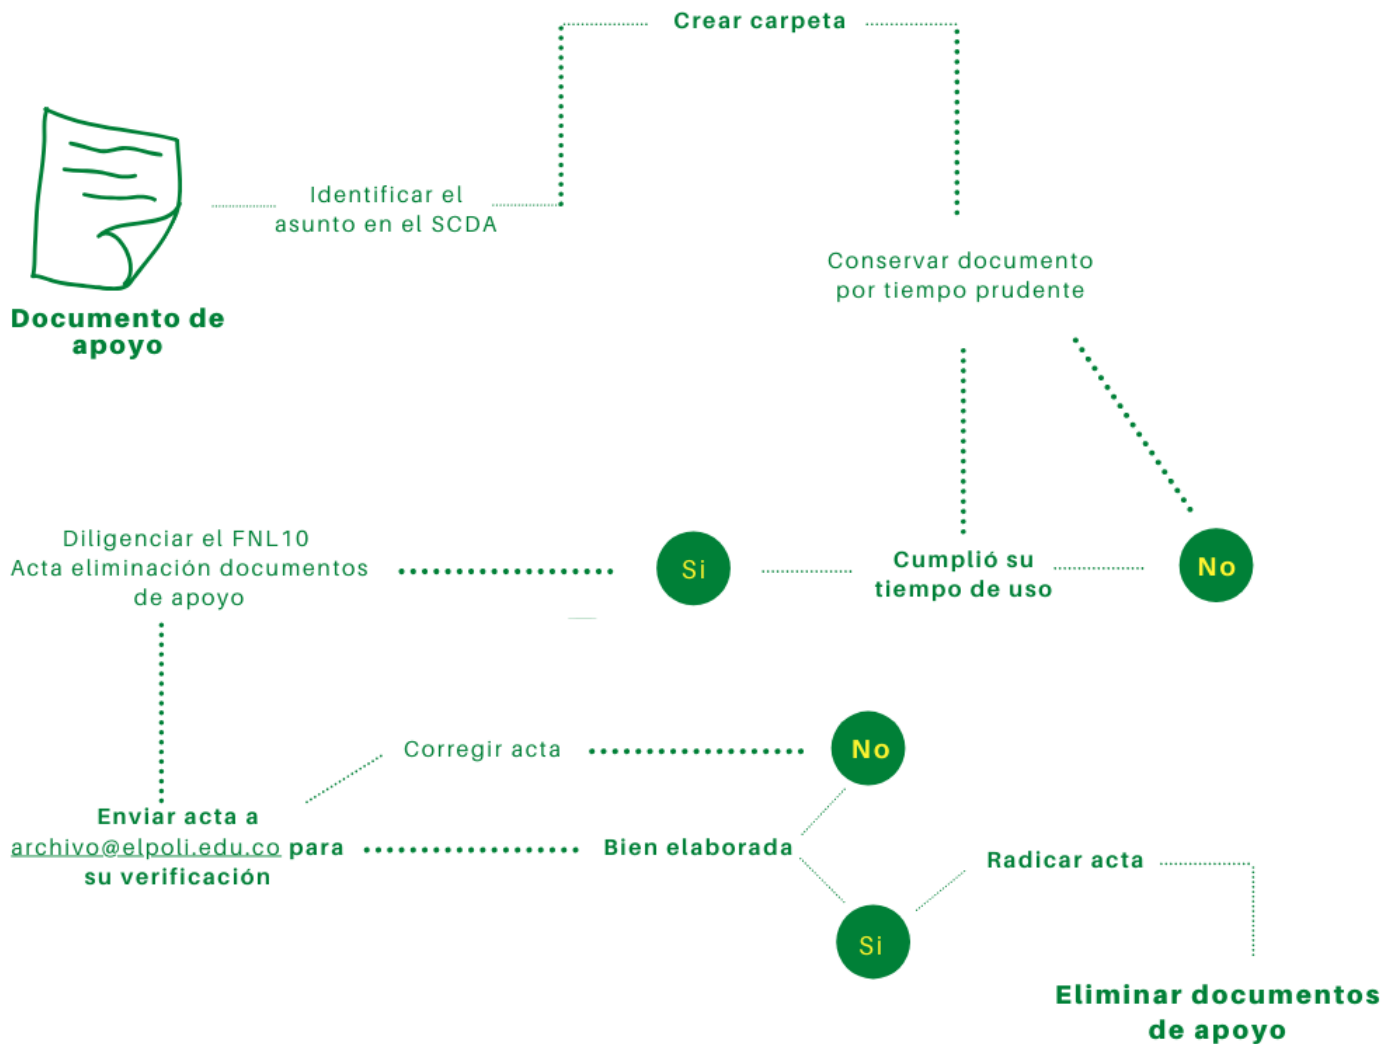 Crear carpeta
Identificar el
asunto en el SCDA
Documento de
apoyo
Conservar documento
por tiempo prudente
Cumplió su
tiempo de uso
No
Si
Diligenciar el FNL10
Acta eliminación documentos
de apoyo
Enviar acta a
archivo@elpoli.edu.co para
su verificación
Corregir acta
No
Bien elaborada
Si
Radicar acta
Eliminar documentos
de apoyo